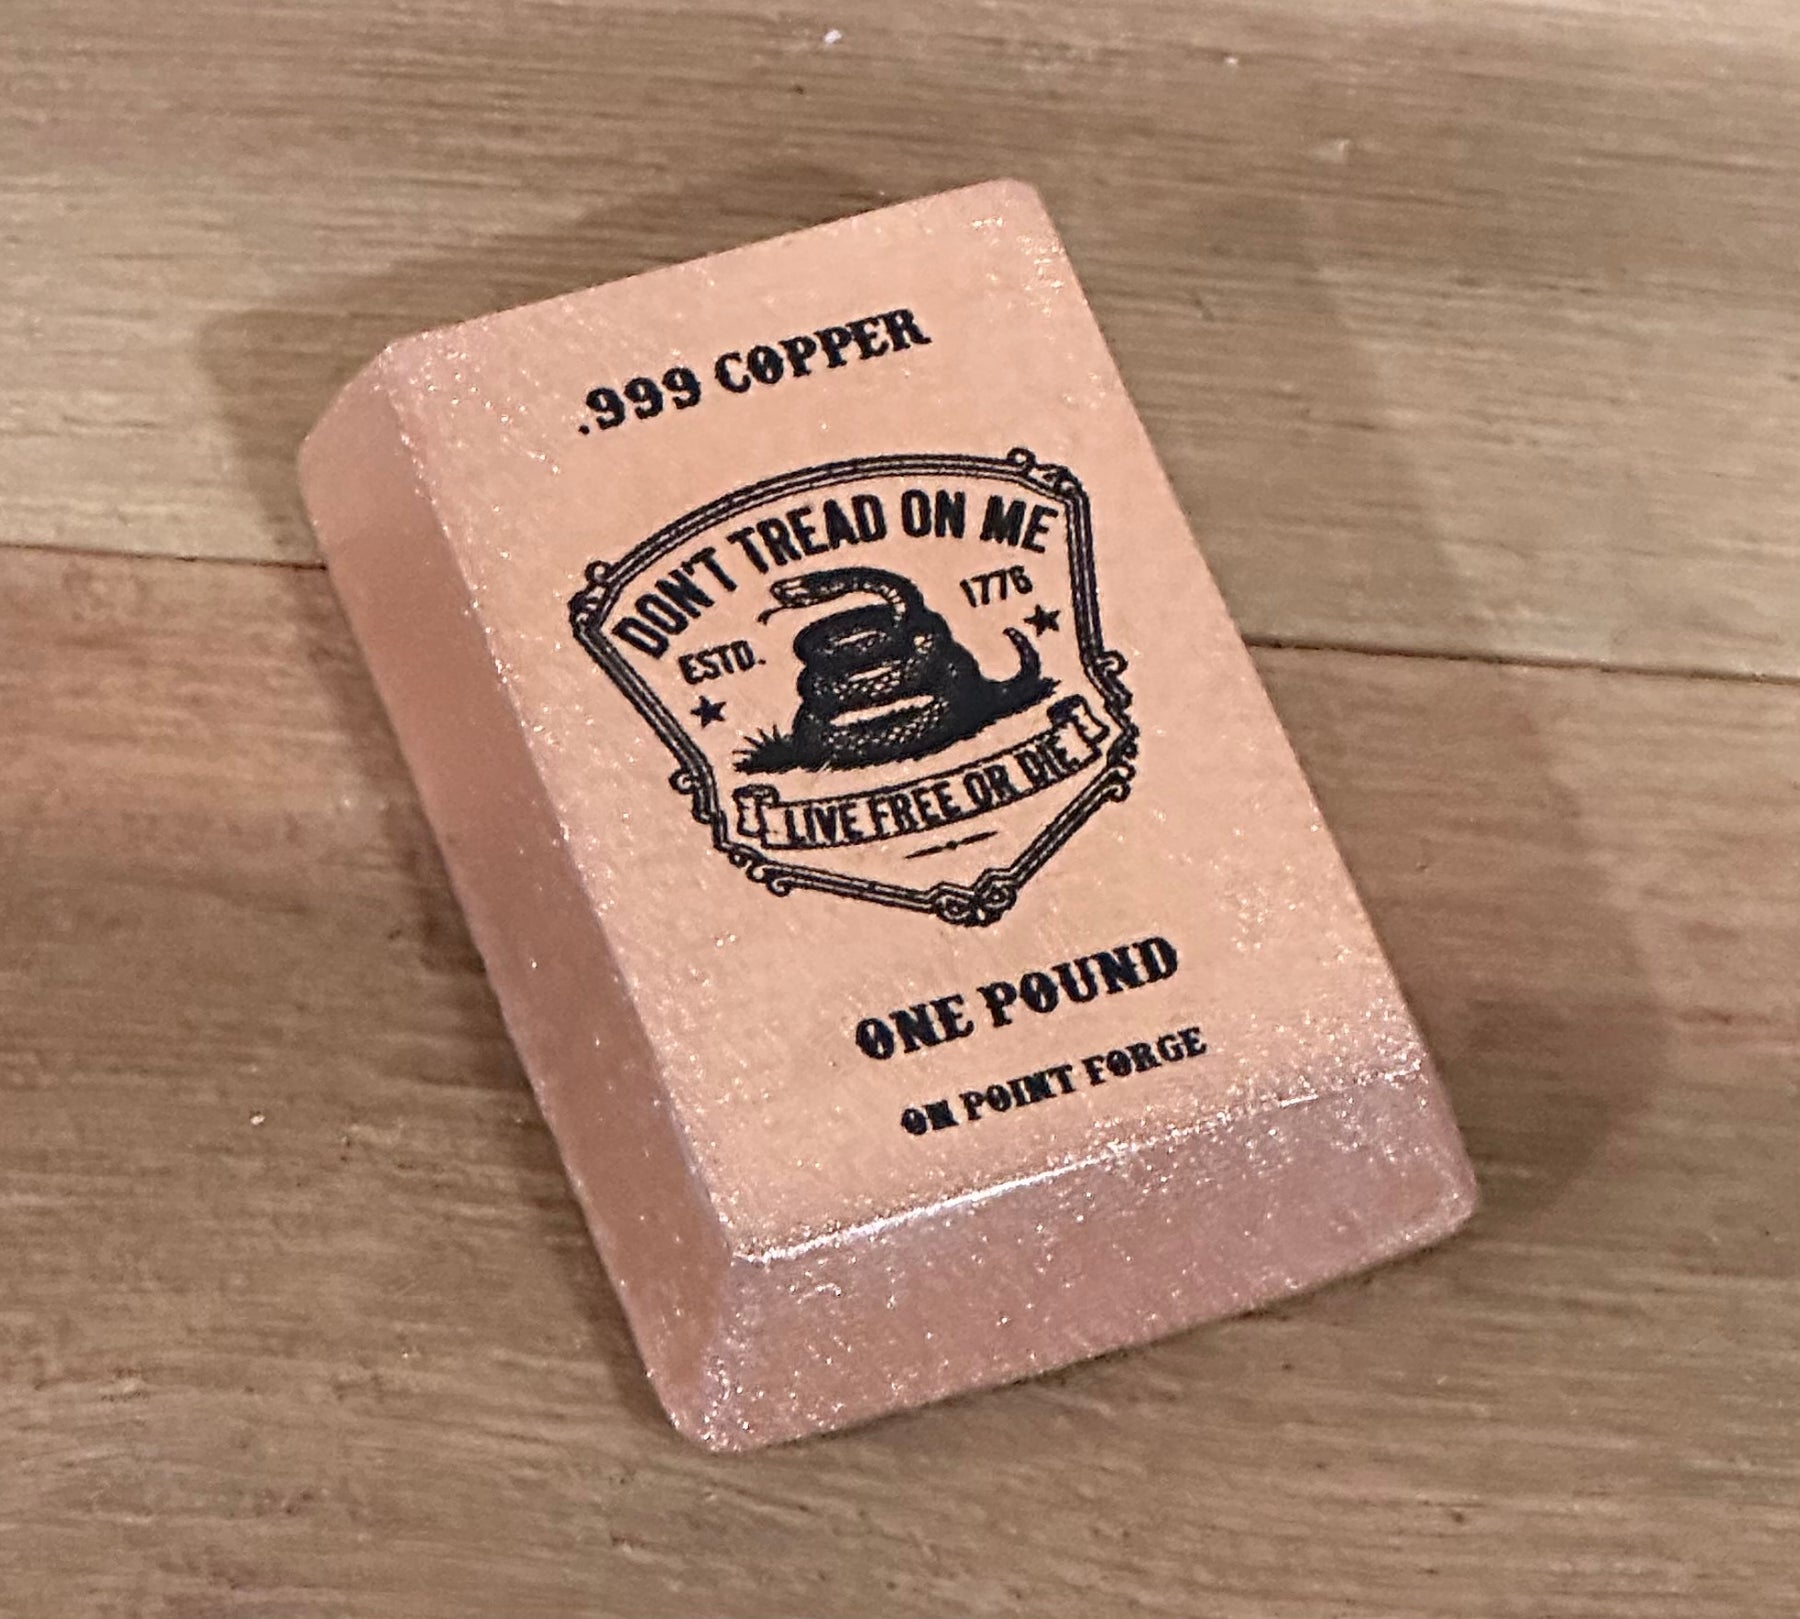 .999 COPPER
DON'T TREAD ON ME
ESTD. 1776
LIVE FREE OR DIE
ONE POUND
ON POINT FORGE